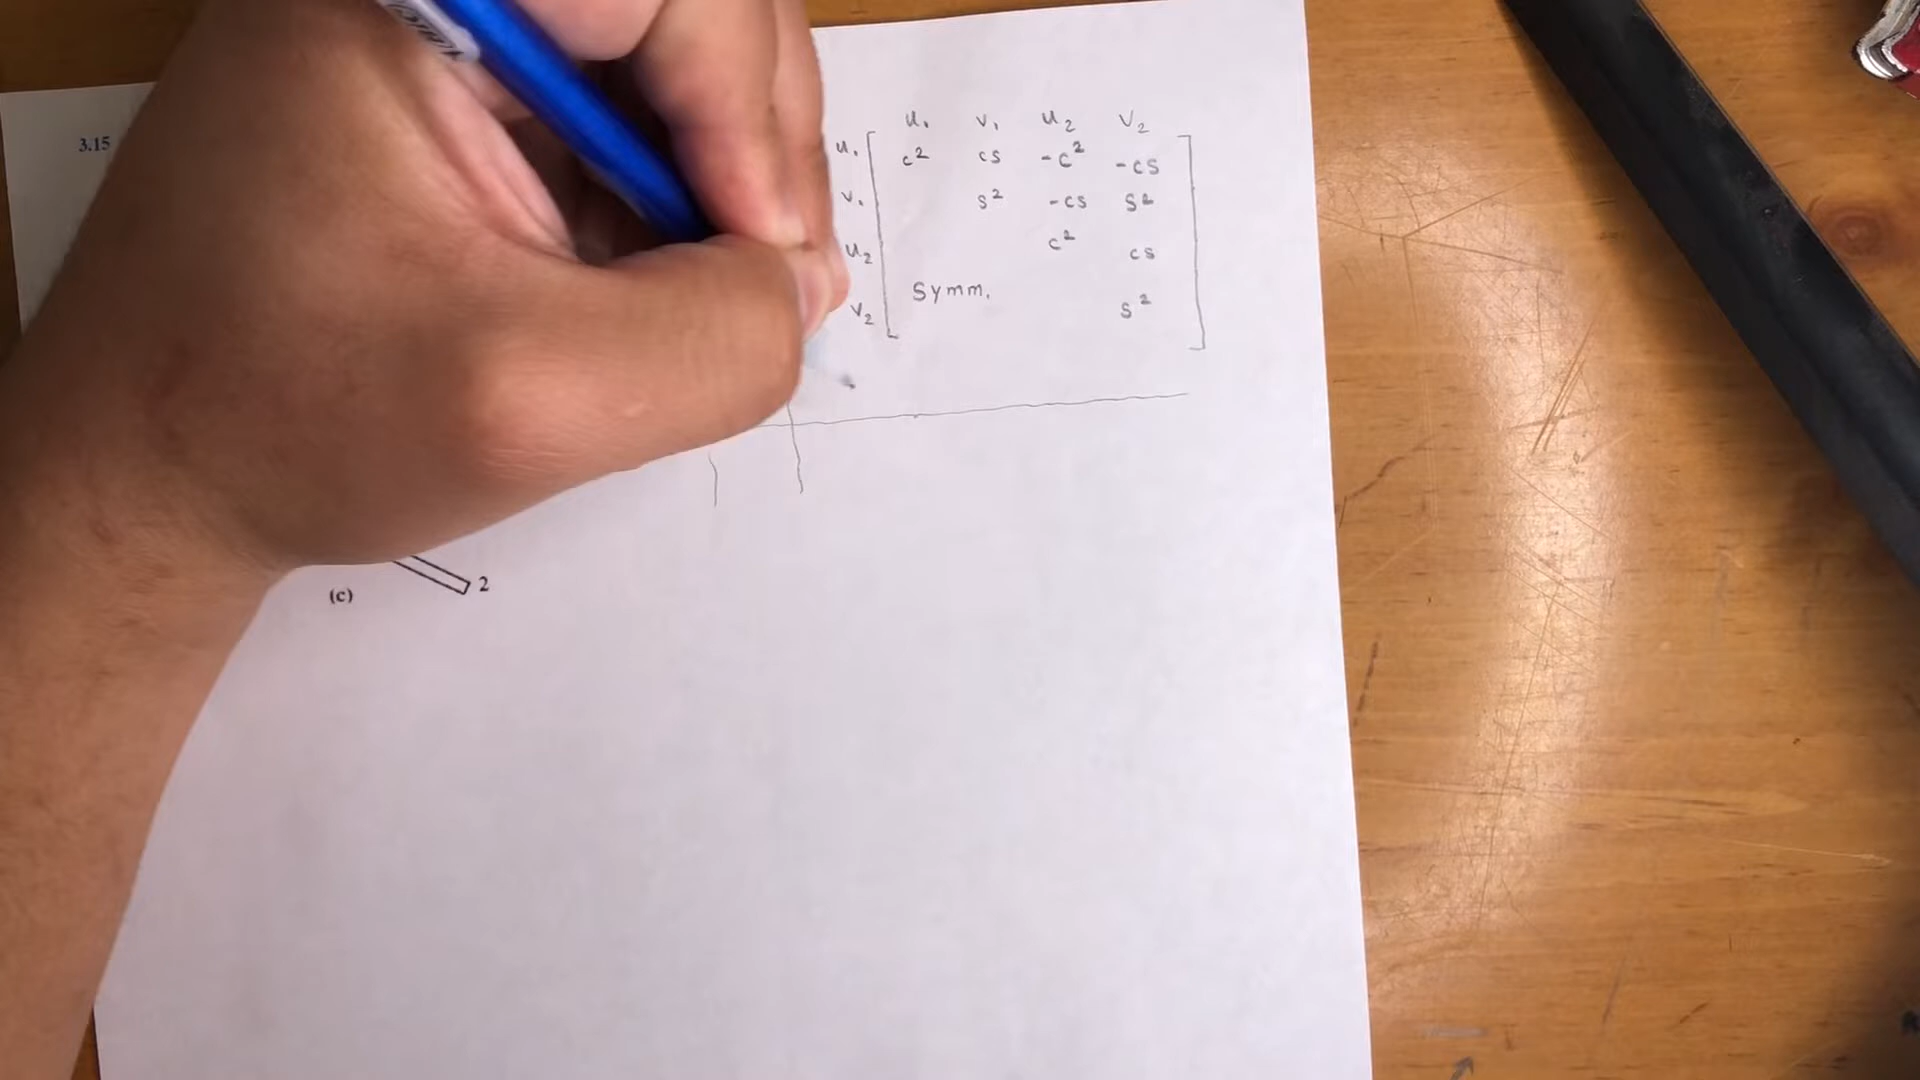 3.15
u₁ v₁ u₂ v₂
u₁ c² cs -c² -cs
v₁ s² -cs s²
u₂ c² cs
Symm.
v₂ s²
(c) 2